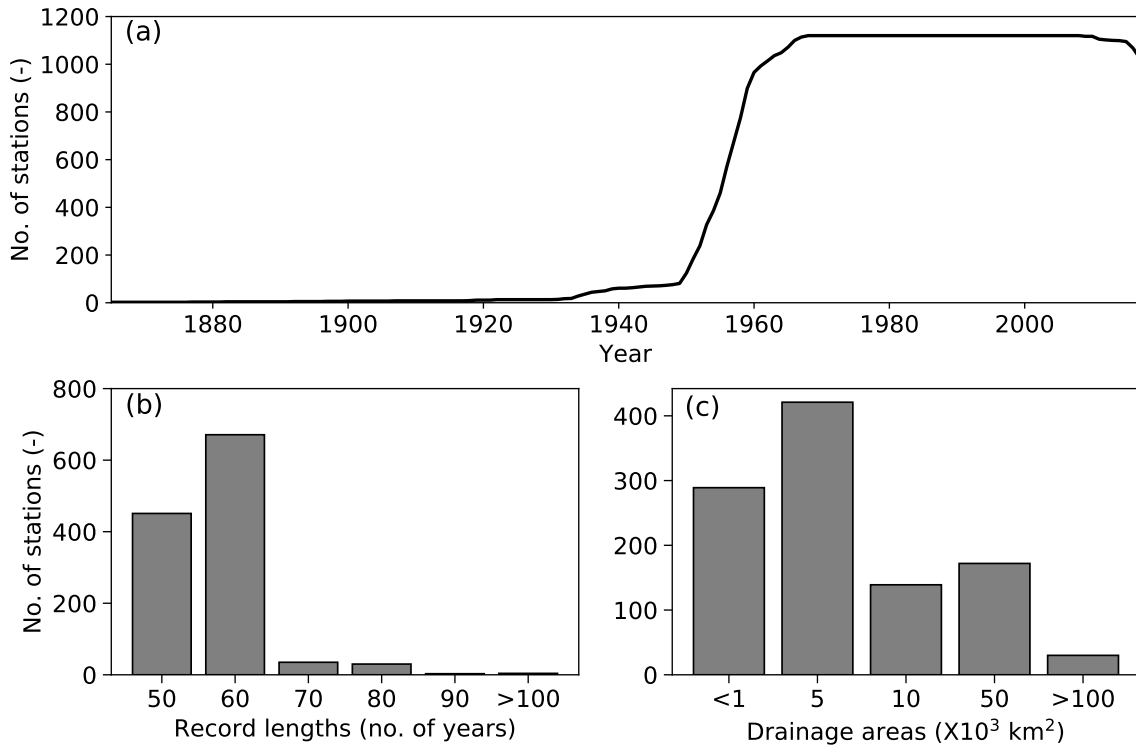 (a)
No. of stations (-)
1200
1000
800
600
400
200
0
1880 1900 1920 1940 1960 1980 2000
Year
(b)
No. of stations (-)
800
600
400
200
0
50 60 70 80 90 >100
Record lengths (no. of years)
(c)
400
300
200
100
0
<1 5 10 50 >100
Drainage areas (X10³ km²)